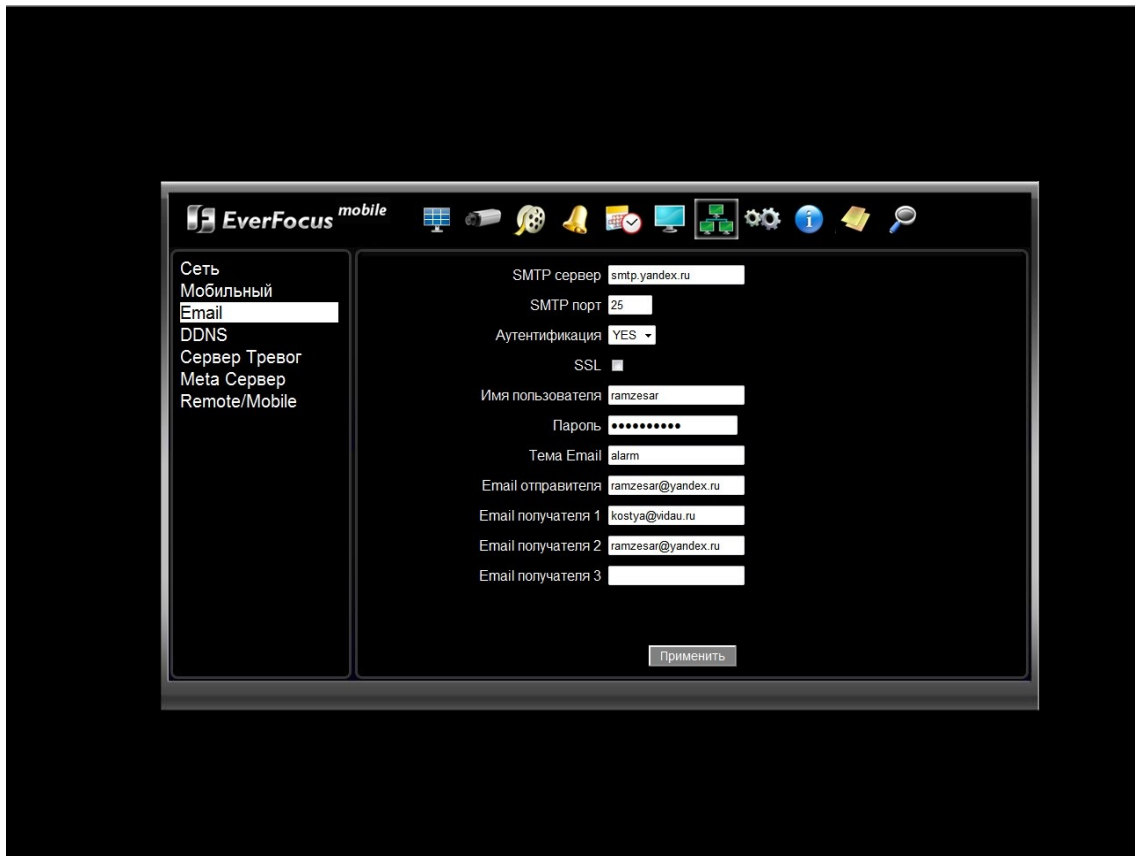 EverFocus mobile
Сеть
Мобильный
Email
DDNS
Сервер Тревог
Meta Сервер
Remote/Mobile
SMTP сервер smtp.yandex.ru
SMTP порт 25
Аутентификация YES
SSL
Имя пользователя ramzesar
Пароль ••••••••••
Тема Email alarm
Email отправителя ramzesar@yandex.ru
Email получателя 1 kostya@vidau.ru
Email получателя 2 ramzesar@yandex.ru
Email получателя 3
Применить